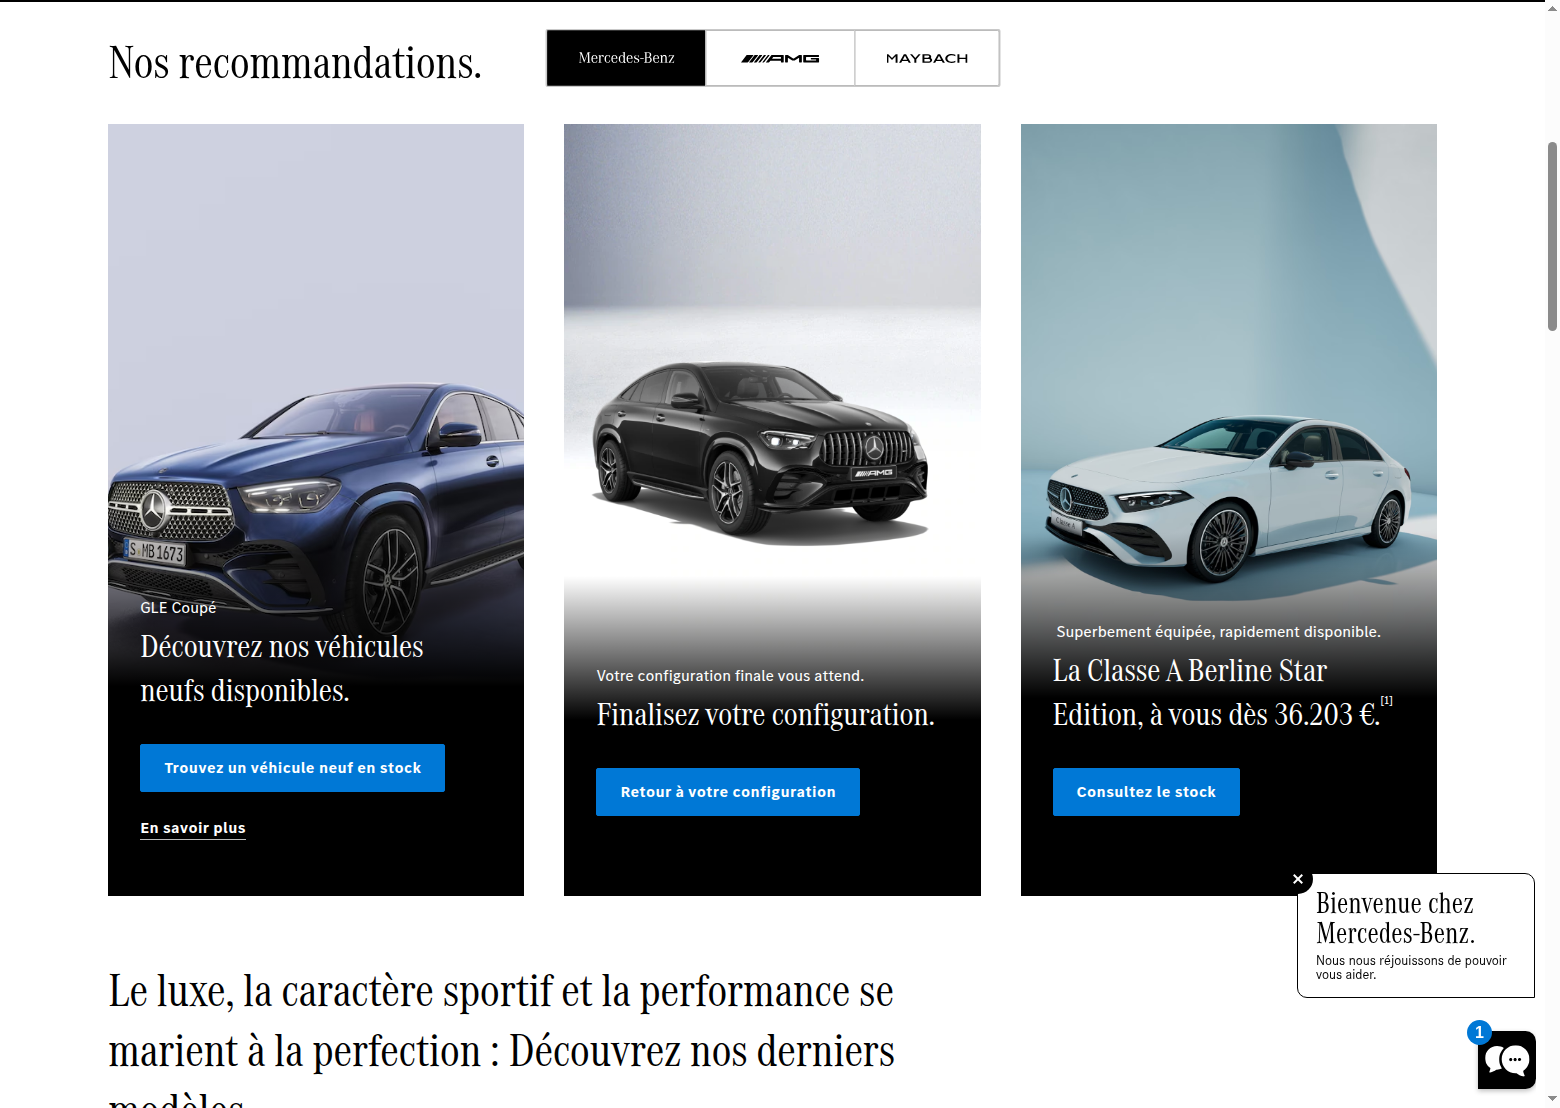 Nos recommandations.
Mercedes-Benz
AMG
MAYBACH
S MB 1673
GLE Coupé
Découvrez nos véhicules
neufs disponibles.
Trouvez un véhicule neuf en stock
En savoir plus
AMG
Votre configuration finale vous attend.
Finalisez votre configuration.
Retour à votre configuration
Classe A
Superbement équipée, rapidement disponible.
La Classe A Berline Star
Edition, à vous dès 36.203 €.[1]
Consultez le stock
Bienvenue chez
Mercedes-Benz.
Nous nous réjouissons de pouvoir
vous aider.
1
Le luxe, la caractère sportif et la performance se
marient à la perfection : Découvrez nos derniers
modèles